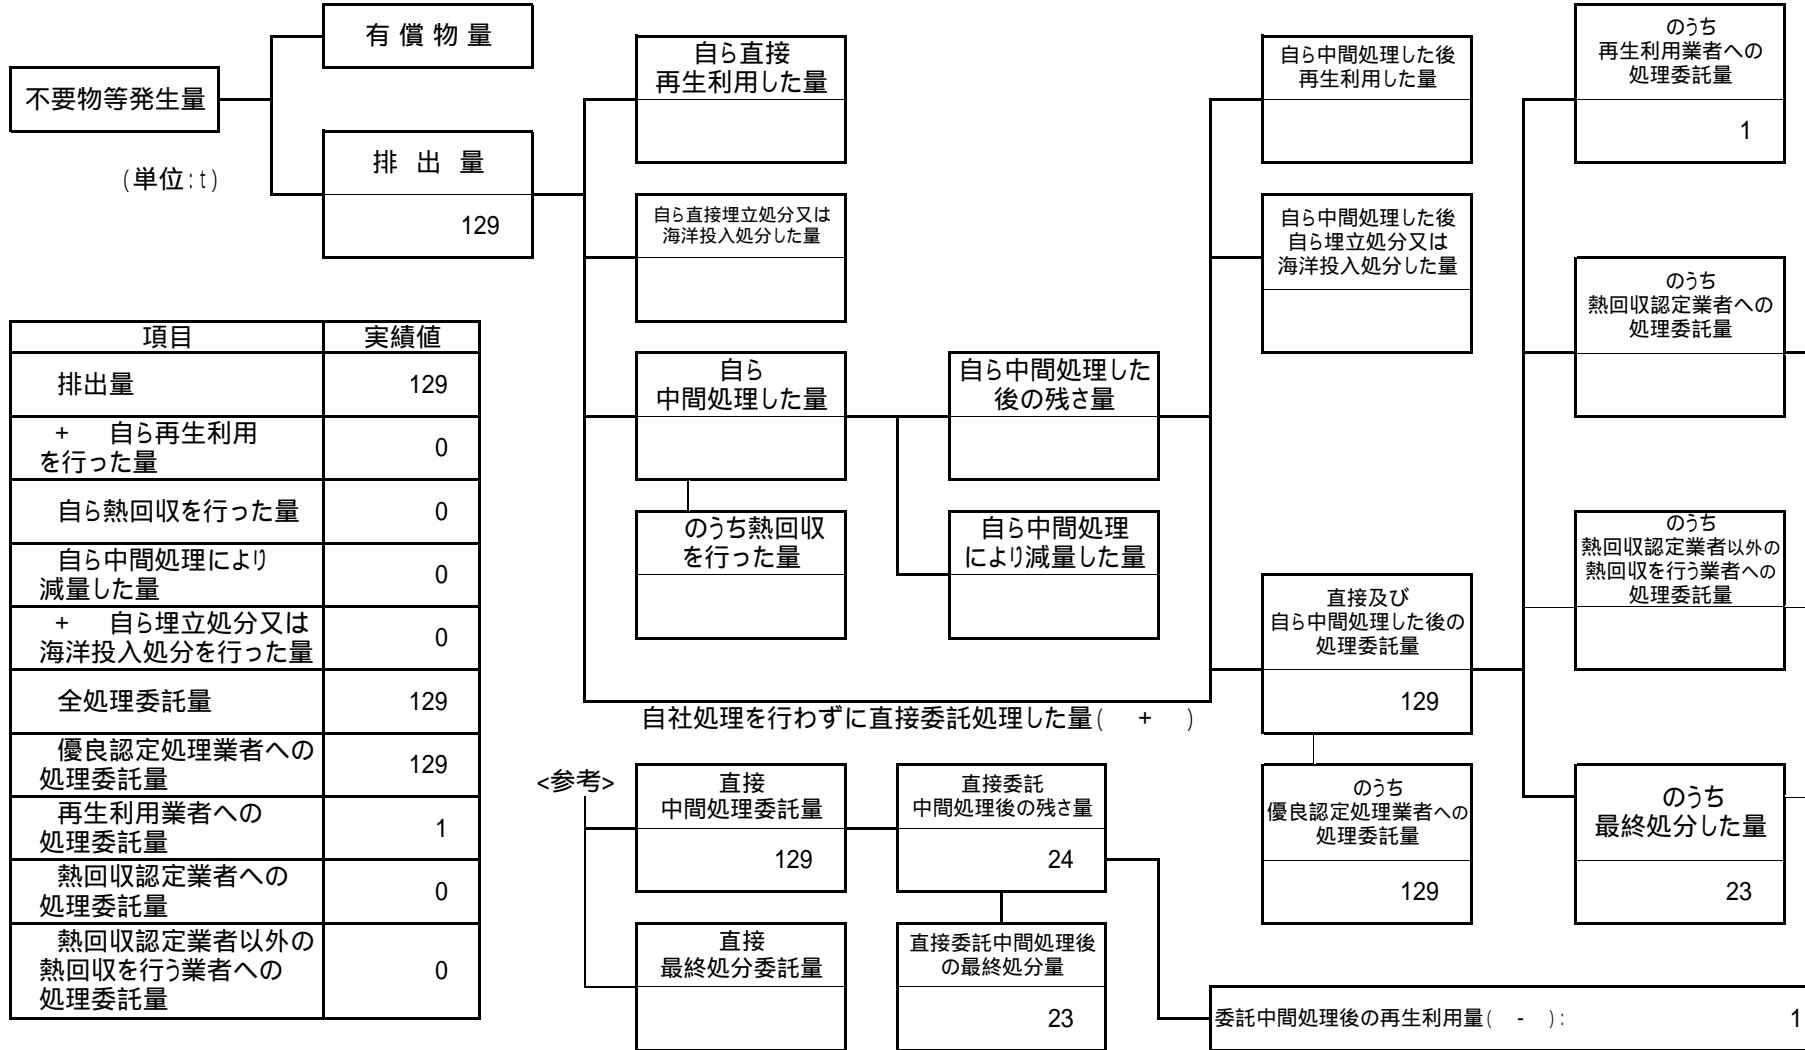 不要物等発生量
(単位:t)
有 償 物 量
排 出 量
129
自ら直接
再生利用した量
自ら直接埋立処分又は
海洋投入処分した量
自ら
中間処理した量
のうち熱回収
を行った量
自ら中間処理した
後の残さ量
自ら中間処理
により減量した量
自ら中間処理した後
再生利用した量
自ら中間処理した後
自ら埋立処分又は
海洋投入処分した量
直接及び
自ら中間処理した後の
処理委託量
129
のうち
優良認定処理業者への
処理委託量
129
のうち
再生利用業者への
処理委託量
1
のうち
熱回収認定業者への
処理委託量
のうち
熱回収認定業者以外の
熱回収を行う業者への
処理委託量
のうち
最終処分した量
23
自社処理を行わずに直接委託処理した量( + )
項目 実績値
排出量 129
+ 自ら再生利用
を行った量 0
自ら熱回収を行った量 0
自ら中間処理により
減量した量 0
+ 自ら埋立処分又は
海洋投入処分を行った量 0
全処理委託量 129
優良認定処理業者への
処理委託量 129
再生利用業者への
処理委託量 1
熱回収認定業者への
処理委託量 0
熱回収認定業者以外の
熱回収を行う業者への
処理委託量 0
<参考>
直接
中間処理委託量
129
直接委託
中間処理後の残さ量
24
直接
最終処分委託量
直接委託中間処理後
の最終処分量
23
委託中間処理後の再生利用量( - ): 1